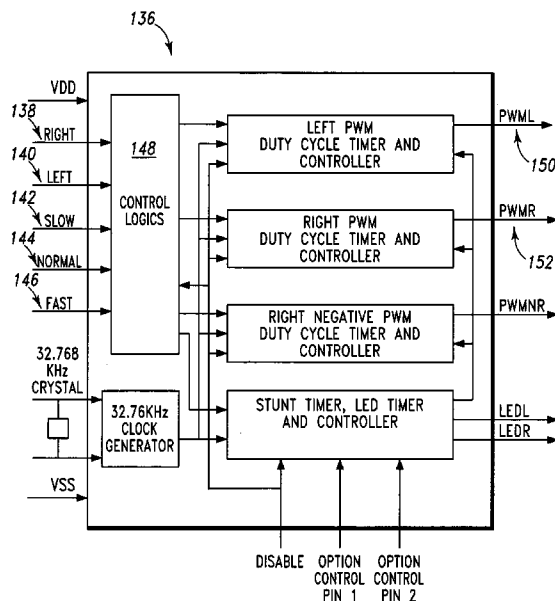 136
VDD
138
RIGHT
140
LEFT
142
SLOW
144
NORMAL
146
FAST
148
CONTROL
LOGICS
LEFT PWM
DUTY CYCLE TIMER AND
CONTROLLER
PWML
150
RIGHT PWM
DUTY CYCLE TIMER AND
CONTROLLER
PWMR
152
RIGHT NEGATIVE PWM
DUTY CYCLE TIMER AND
CONTROLLER
PWMNR
32.768
KHz
CRYSTAL
32.76KHz
CLOCK
GENERATOR
STUNT TIMER, LED TIMER
AND CONTROLLER
LEDL
LEDR
VSS
DISABLE
OPTION
CONTROL
PIN 1
OPTION
CONTROL
PIN 2